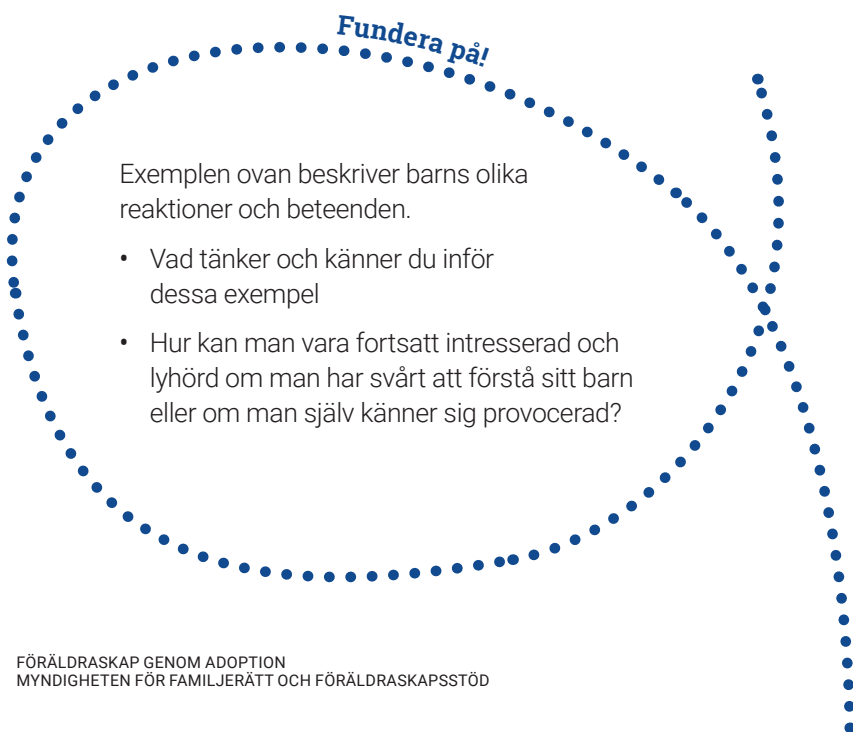 Fundera på!
Exemplen ovan beskriver barns olika
reaktioner och beteenden.
• Vad tänker och känner du inför
dessa exempel
• Hur kan man vara fortsatt intresserad och
lyhörd om man har svårt att förstå sitt barn
eller om man själv känner sig provocerad?
FÖRÄLDRASKAP GENOM ADOPTION
MYNDIGHETEN FÖR FAMILJERÄTT OCH FÖRÄLDRASKAPSSTÖD